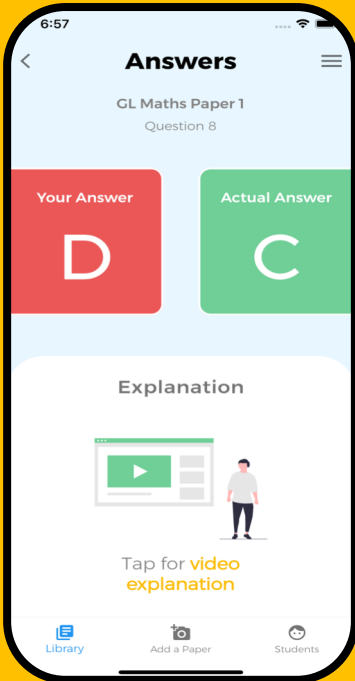 6:57
Answers
GL Maths Paper 1
Question 8
Your Answer
Actual Answer
D
C
Explanation
Tap for video
explanation
Library
Add a Paper
Students